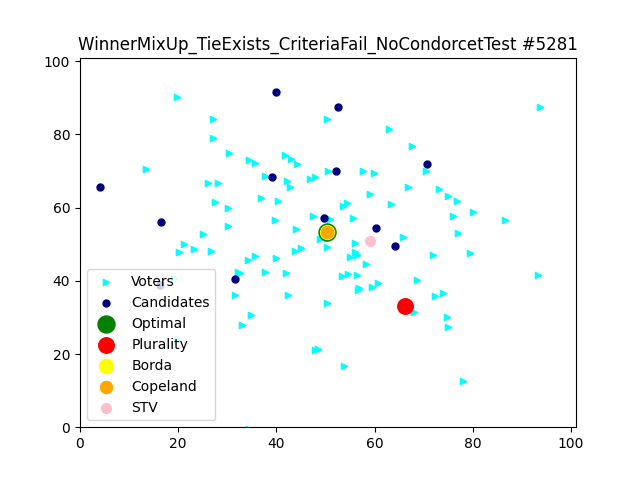 WinnerMixUp_TieExists_CriteriaFail_NoCondorcetTest #5281
100
80
60
40
20
0
Voters
Candidates
Optimal
Plurality
Borda
Copeland
STV
0 20 40 60 80 100